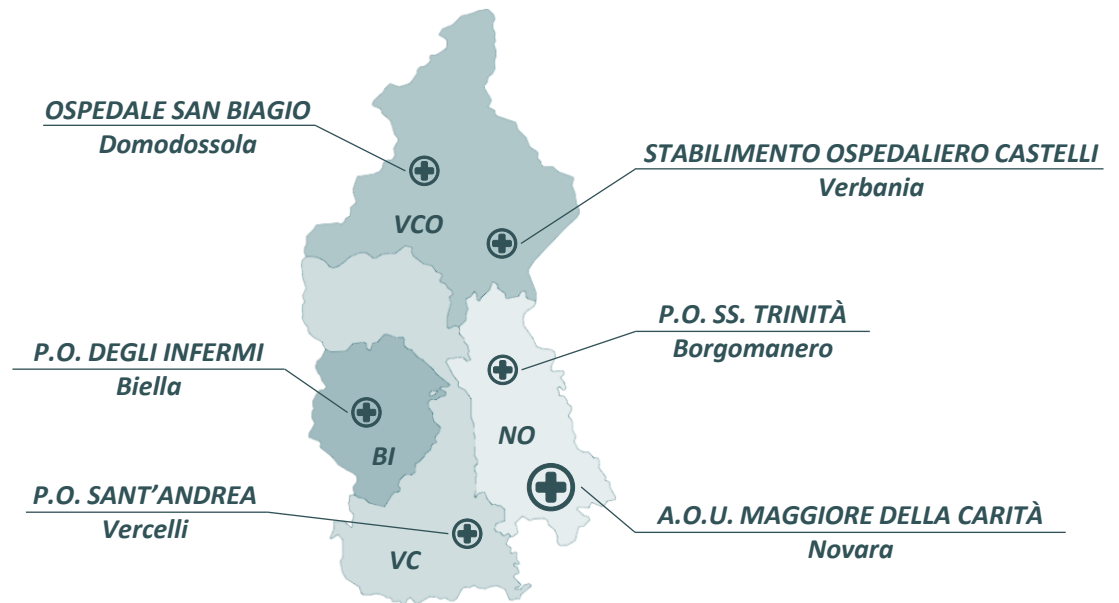 OSPEDALE SAN BIAGIO
Domodossola
STABILIMENTO OSPEDALIERO CASTELLI
Verbania
VCO
P.O. SS. TRINITÀ
Borgomanero
P.O. DEGLI INFERMI
Biella
NO
BI
P.O. SANT’ANDREA
Vercelli
A.O.U. MAGGIORE DELLA CARITÀ
Novara
VC